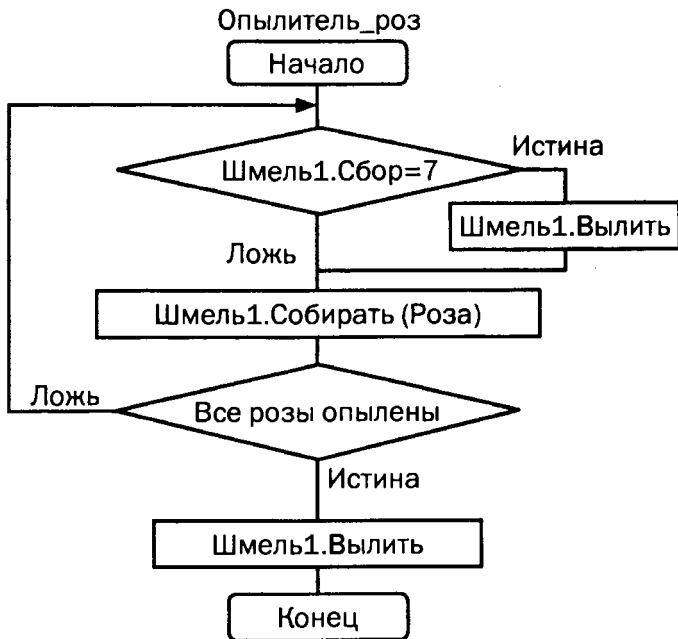 Опылитель_роз
Начало
Шмель1.Сбор=7
Истина
Шмель1.Вылить
Ложь
Шмель1.Собирать (Роза)
Ложь
Все розы опылены
Истина
Шмель1.Вылить
Конец